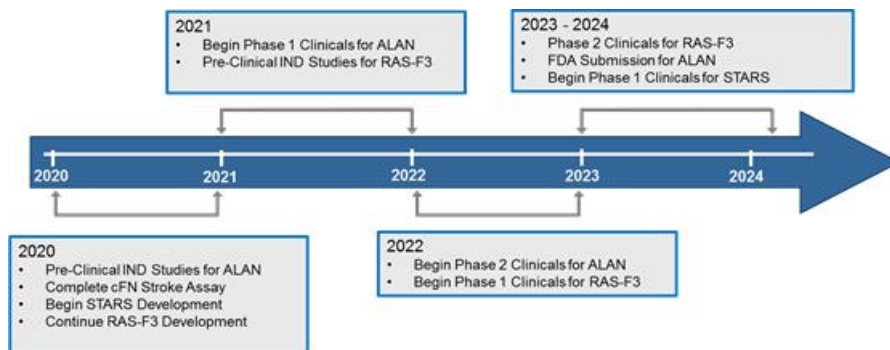 2021
• Begin Phase 1 Clinicals for ALAN
• Pre-Clinical IND Studies for RAS-F3
2023 - 2024
• Phase 2 Clinicals for RAS-F3
• FDA Submission for ALAN
• Begin Phase 1 Clinicals for STARS
2020 2021 2022 2023 2024
2020
• Pre-Clinical IND Studies for ALAN
• Complete cFN Stroke Assay
• Begin STARS Development
• Continue RAS-F3 Development
2022
• Begin Phase 2 Clinicals for ALAN
• Begin Phase 1 Clinicals for RAS-F3